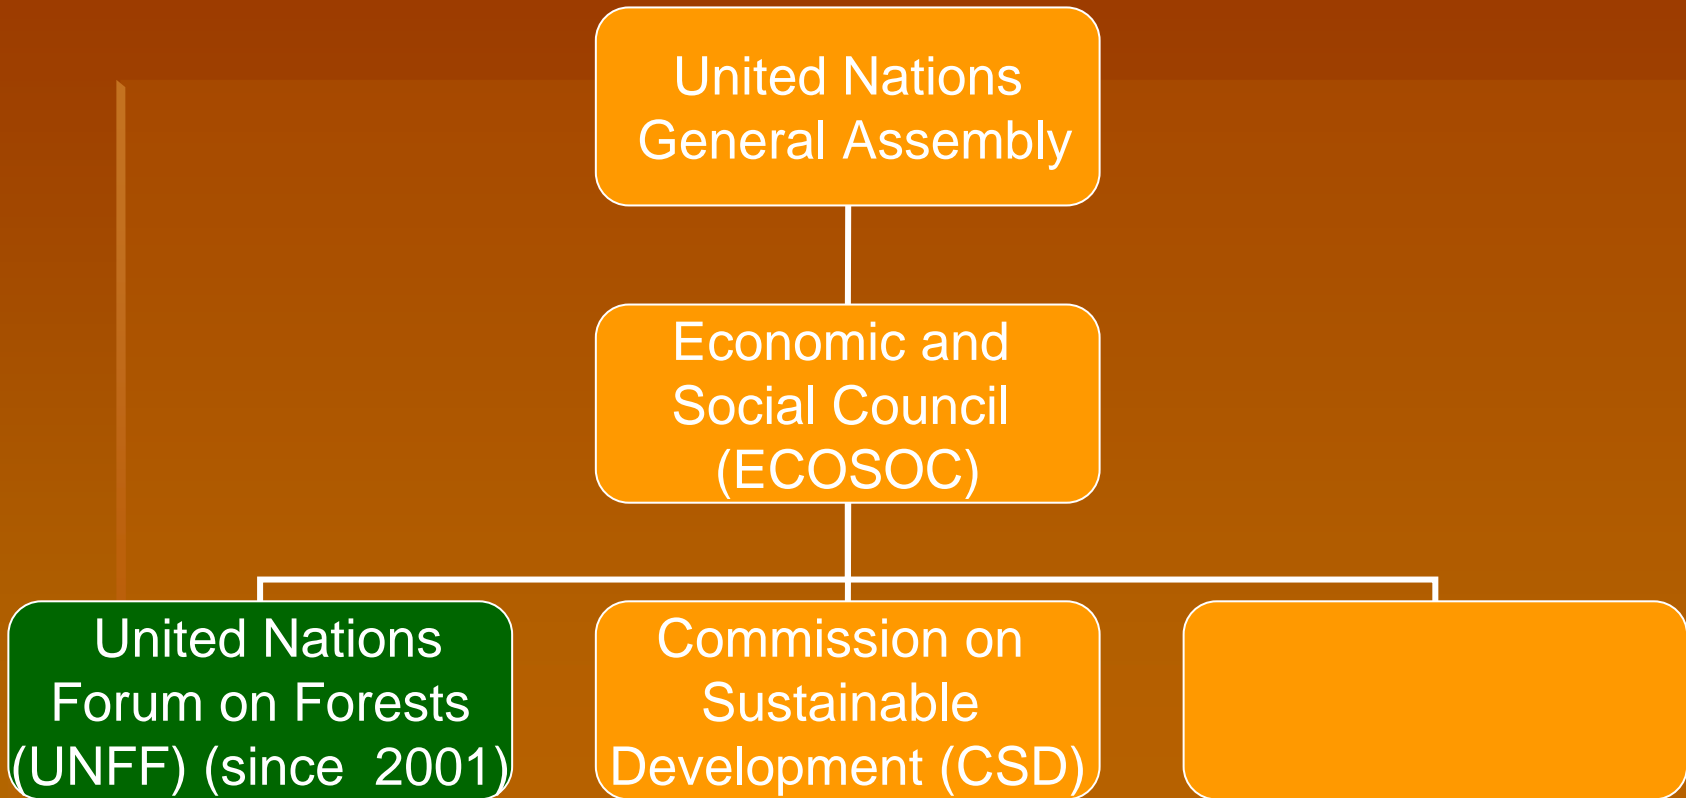 United Nations
General Assembly
Economic and
Social Council
(ECOSOC)
United Nations
Forum on Forests
(UNFF) (since 2001)
Commission on
Sustainable
Development (CSD)